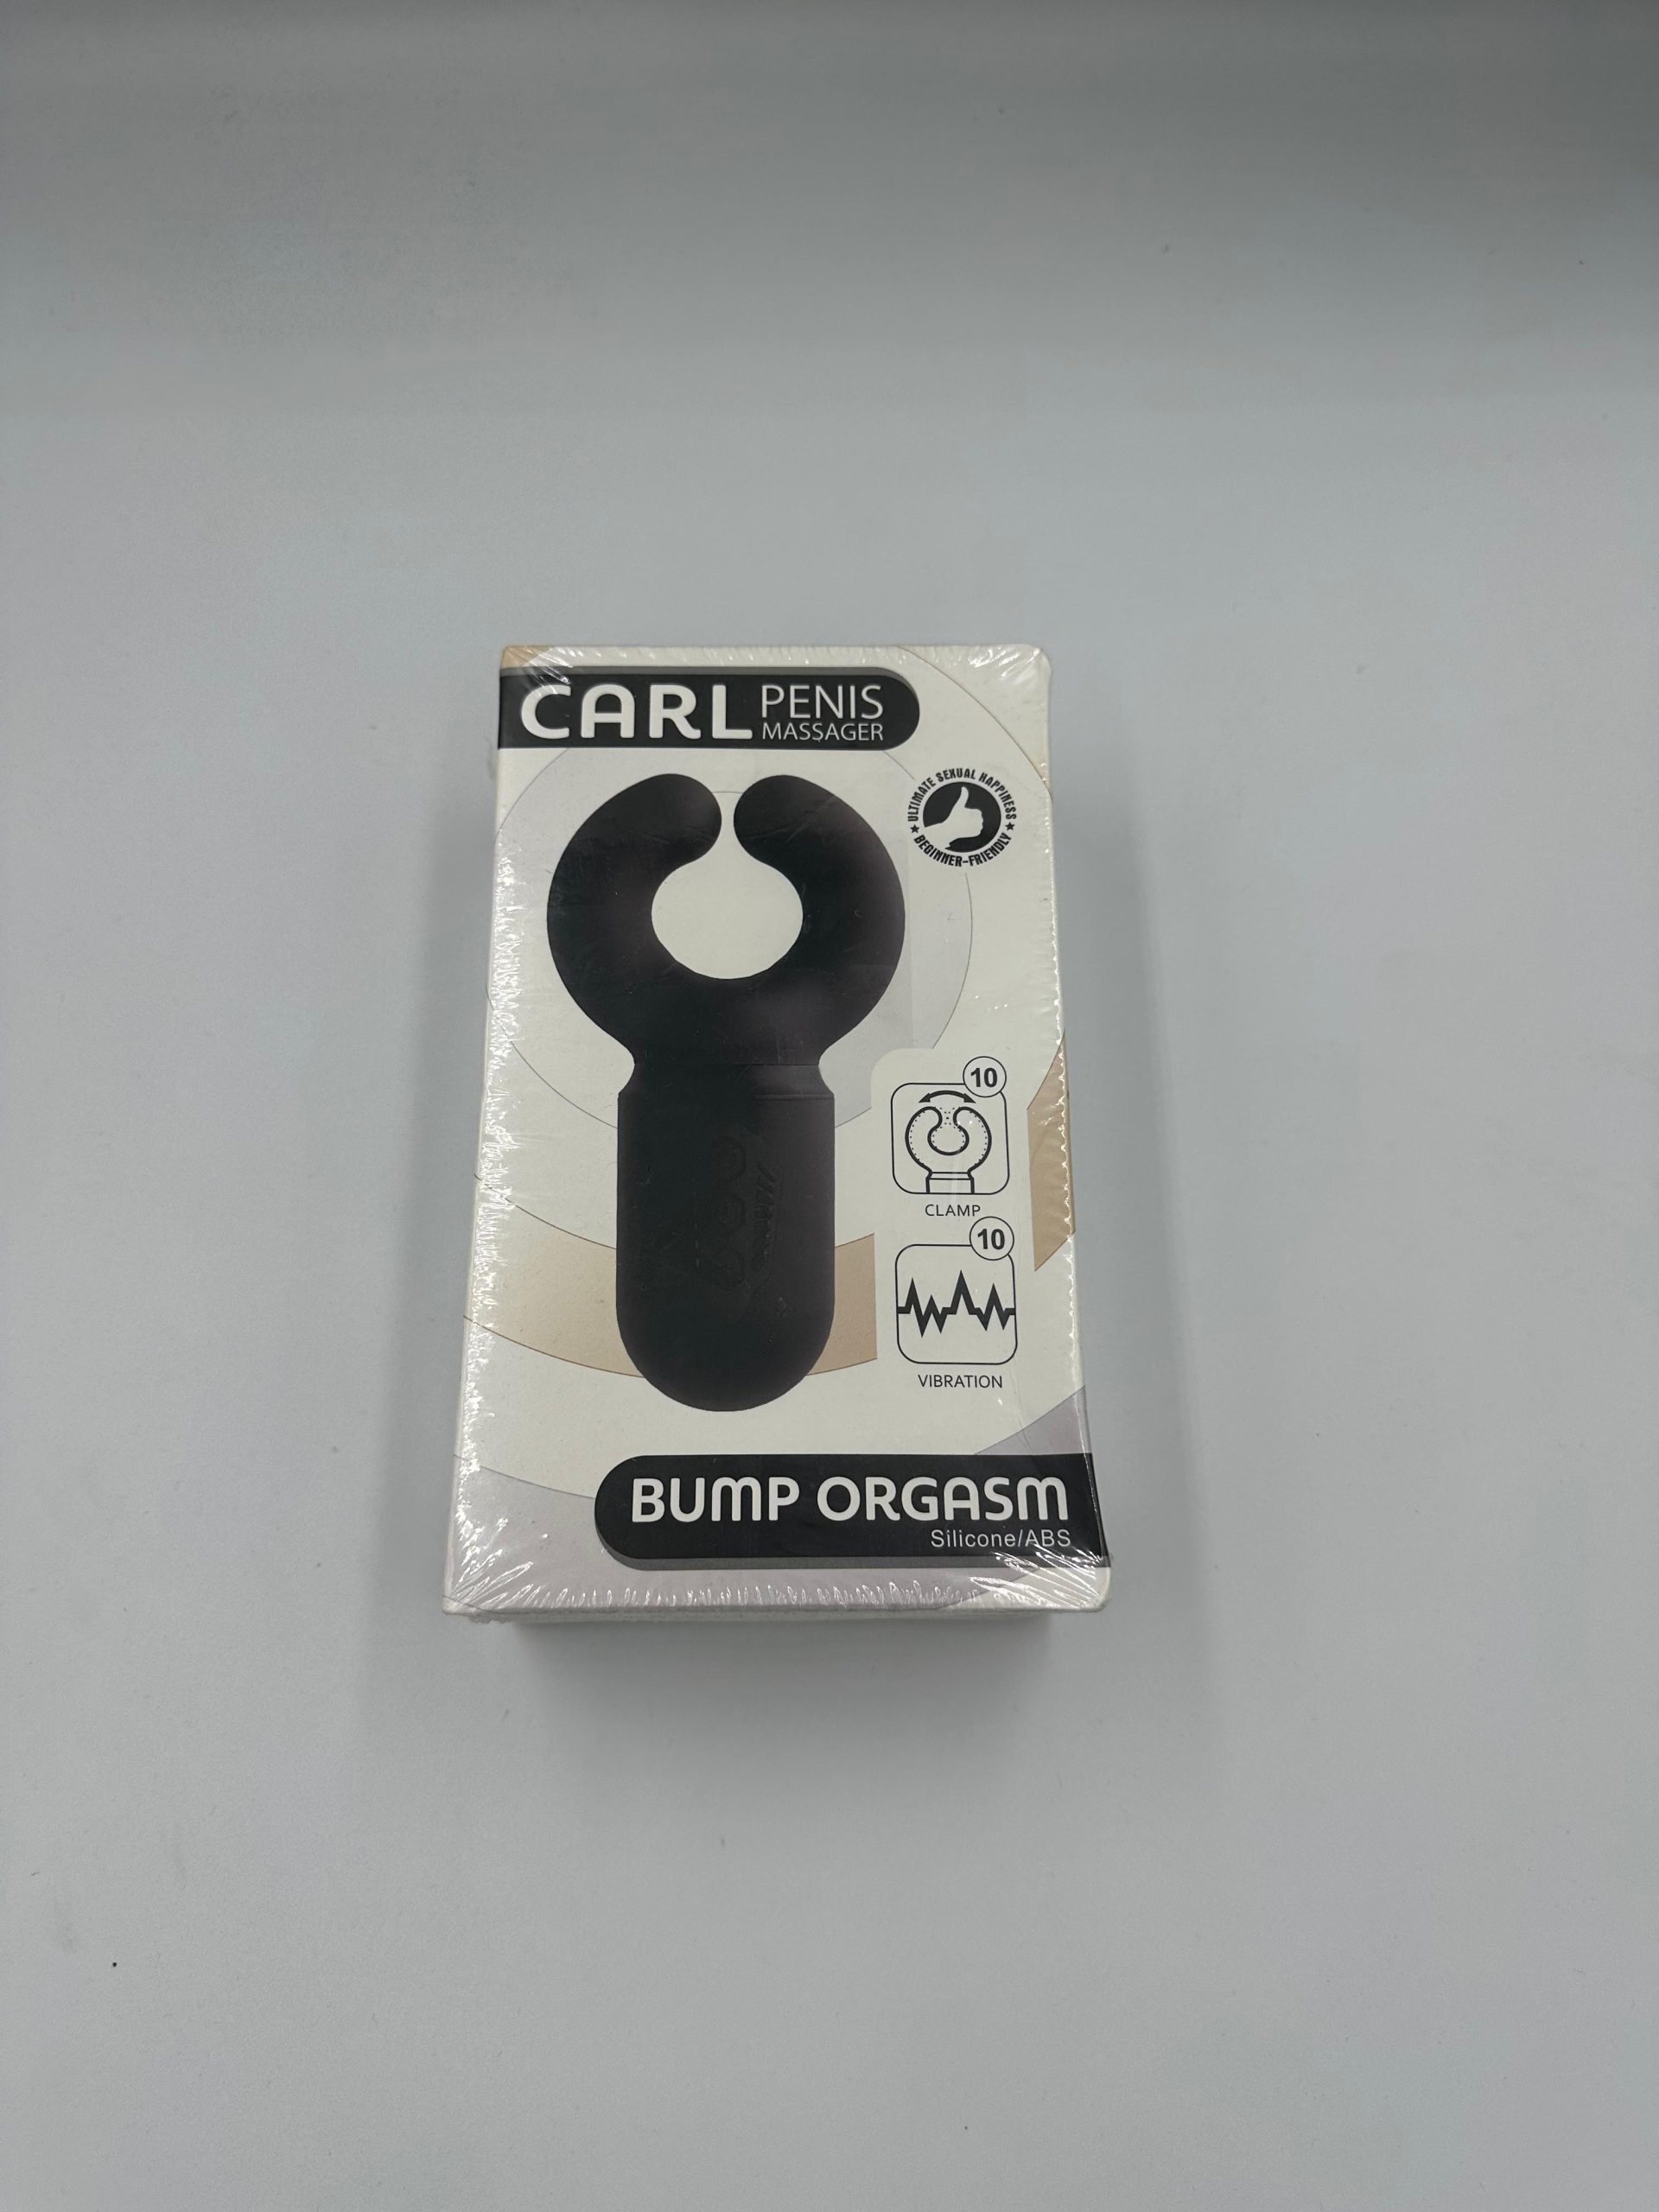 CARL PENIS
MASSAGER
ULTIMATE SEXUAL HAPPINESS
BEGINNER-FRIENDLY
10
CLAMP
10
VIBRATION
BUMP ORGASM
Silicone/ABS